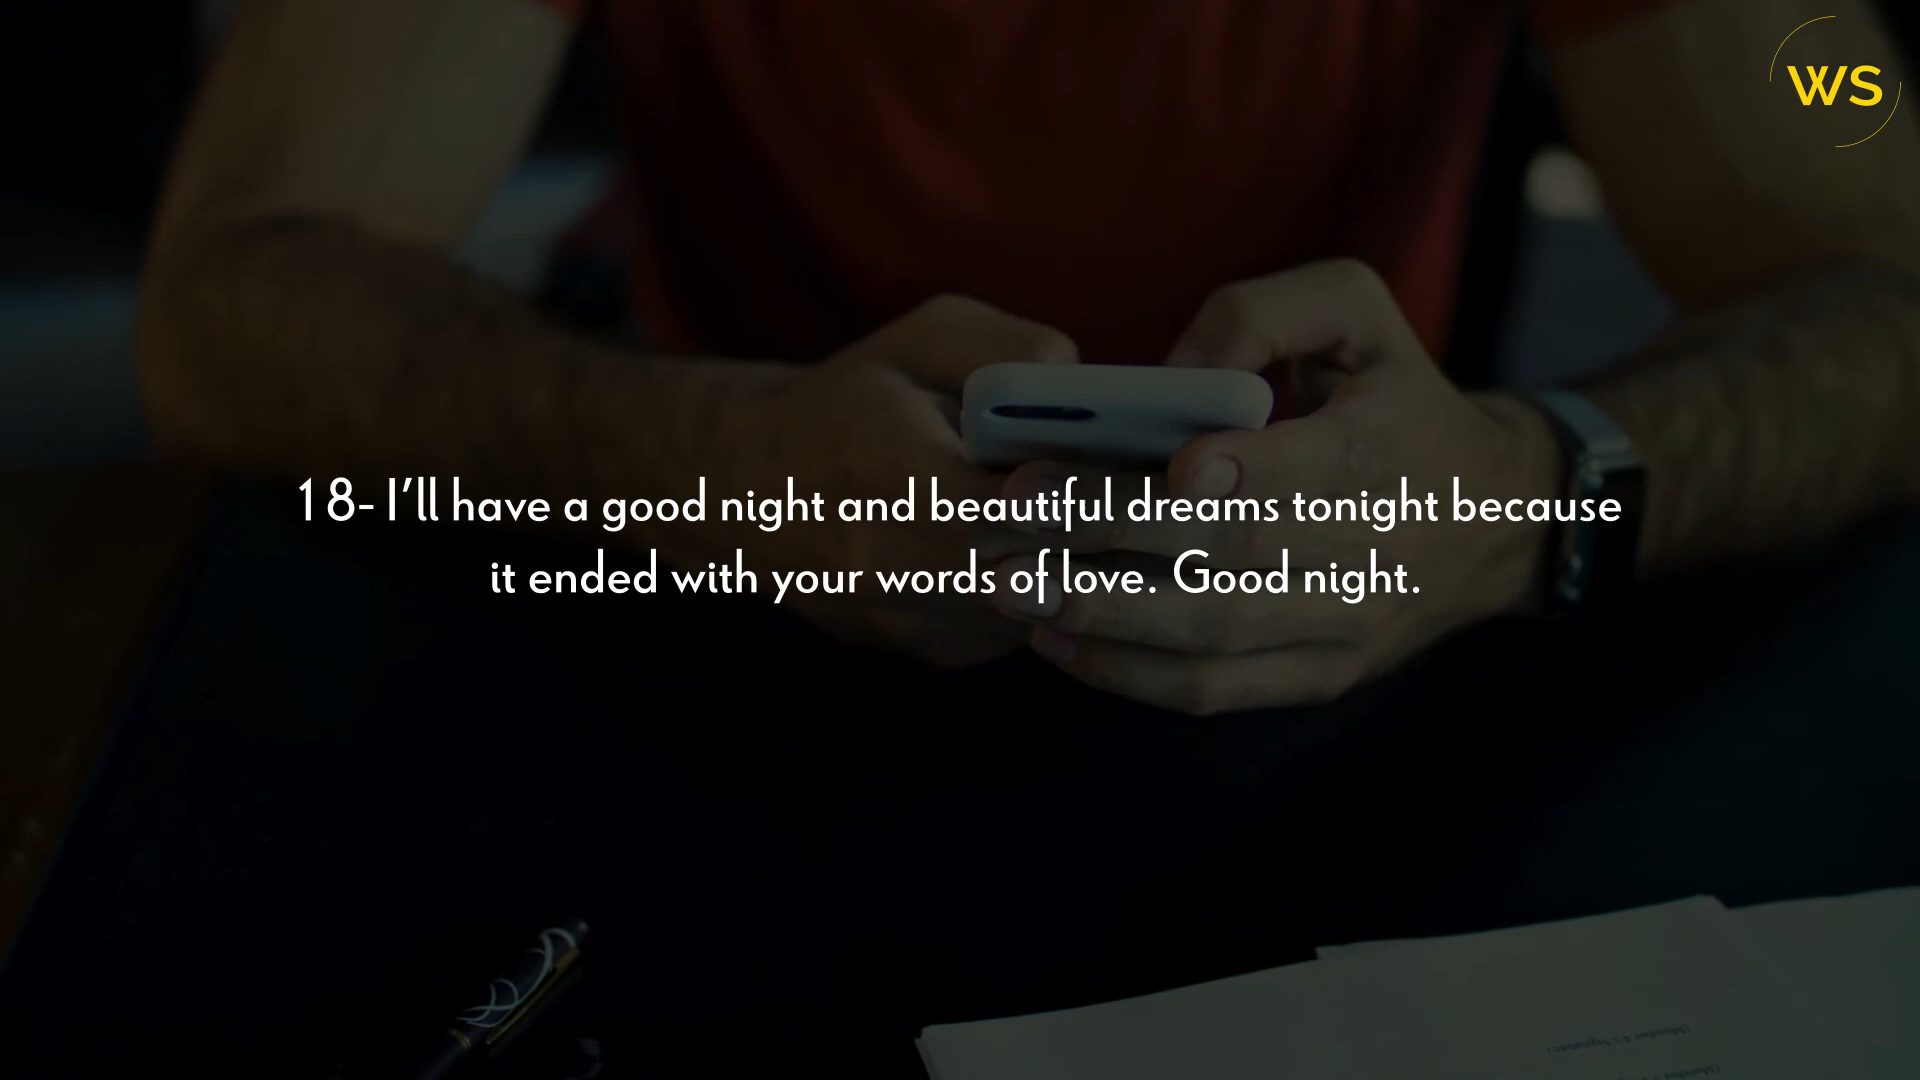 WS
18- I’ll have a good night and beautiful dreams tonight because
it ended with your words of love. Good night.